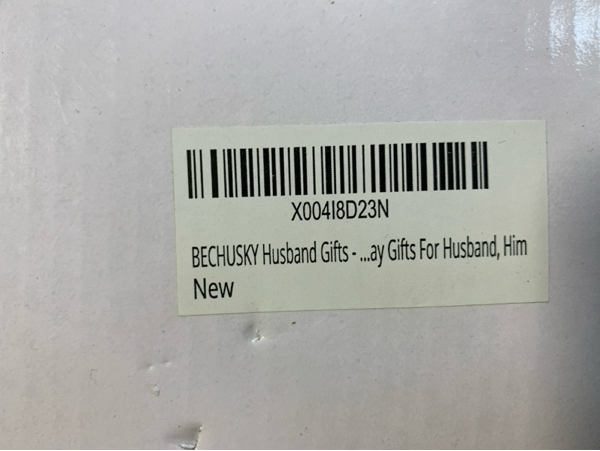 X004I8D23N
BECHUSKY Husband Gifts - ...ay Gifts For Husband, Him
New